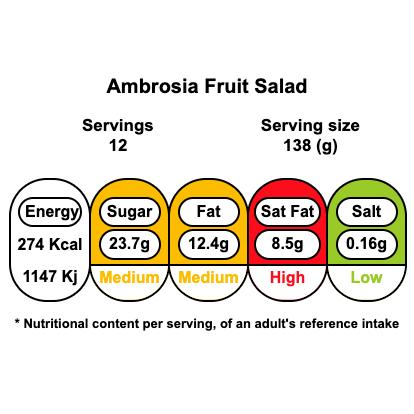 Ambrosia Fruit Salad
Servings
12
Serving size
138 (g)
Energy
274 Kcal
1147 Kj
Sugar
23.7g
Medium
Fat
12.4g
Medium
Sat Fat
8.5g
High
Salt
0.16g
Low
* Nutritional content per serving, of an adult's reference intake